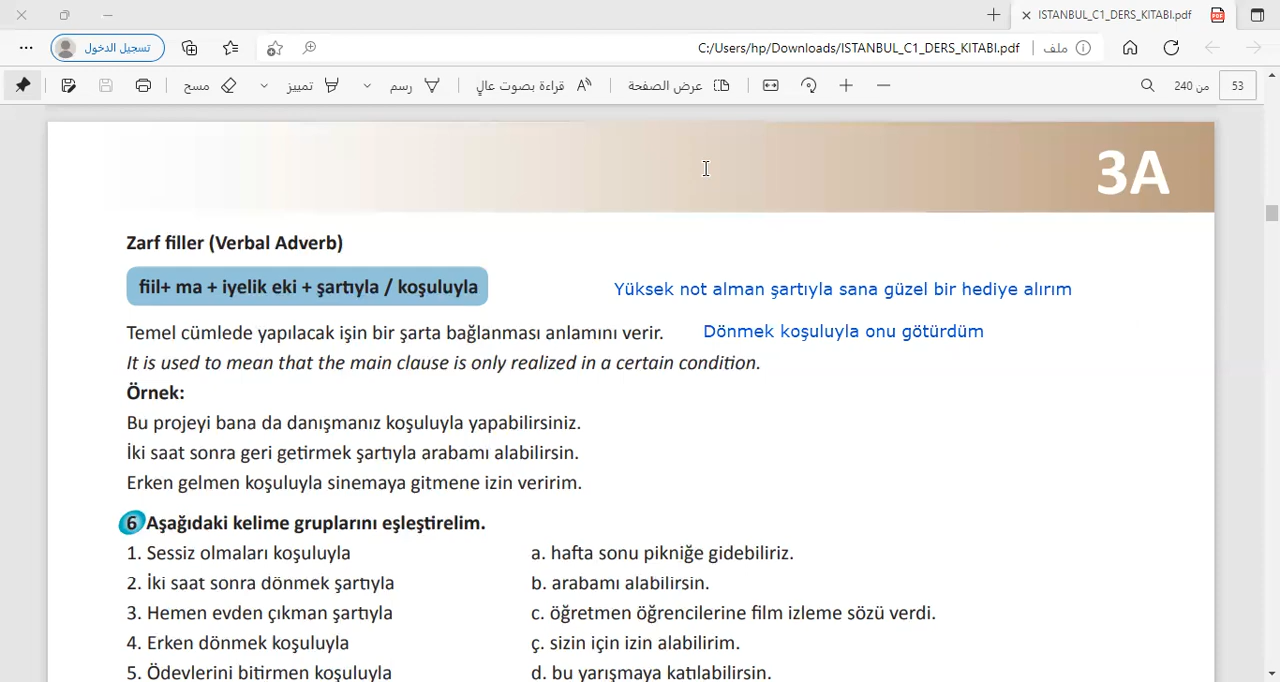 ISTANBUL_C1_DERS_KITABI.pdf
تسجيل الدخول
C:/Users/hp/Downloads/ISTANBUL_C1_DERS_KITABI.pdf
ملف
مسح
تمييز
رسم
قراءة بصوت عالٍ
عرض الصفحة
من 240
53
3A
Zarf filler (Verbal Adverb)
fiil+ ma + iyelik eki + şartıyla / koşuluyla
Yüksek not alman şartıyla sana güzel bir hediye alırım
Temel cümlede yapılacak işin bir şarta bağlanması anlamını verir.
Dönmek koşuluyla onu götürdüm
It is used to mean that the main clause is only realized in a certain condition.
Örnek:
Bu projeyi bana da danışmanız koşuluyla yapabilirsiniz.
İki saat sonra geri getirmek şartıyla arabamı alabilirsin.
Erken gelmen koşuluyla sinemaya gitmene izin veririm.
6 Aşağıdaki kelime gruplarını eşleştirelim.
1. Sessiz olmaları koşuluyla
a. hafta sonu pikniğe gidebiliriz.
2. İki saat sonra dönmek şartıyla
b. arabamı alabilirsin.
3. Hemen evden çıkman şartıyla
c. öğretmen öğrencilerine film izleme sözü verdi.
4. Erken dönmek koşuluyla
ç. sizin için izin alabilirim.
5. Ödevlerini bitirmen koşuluyla
d. bu yarışmaya katılabilirsin.